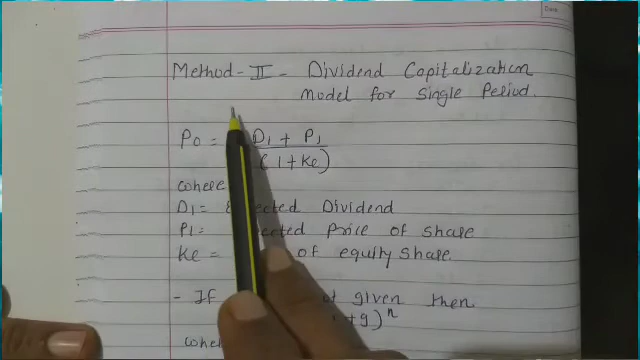 Method - II - Dividend Capitalization
Model for Single Period.
P0 = D1 + P1
(1 + Ke)
where
D1 = Dividend
P1 = Price of share
Ke = of equity share
- If given then
+ g)^n